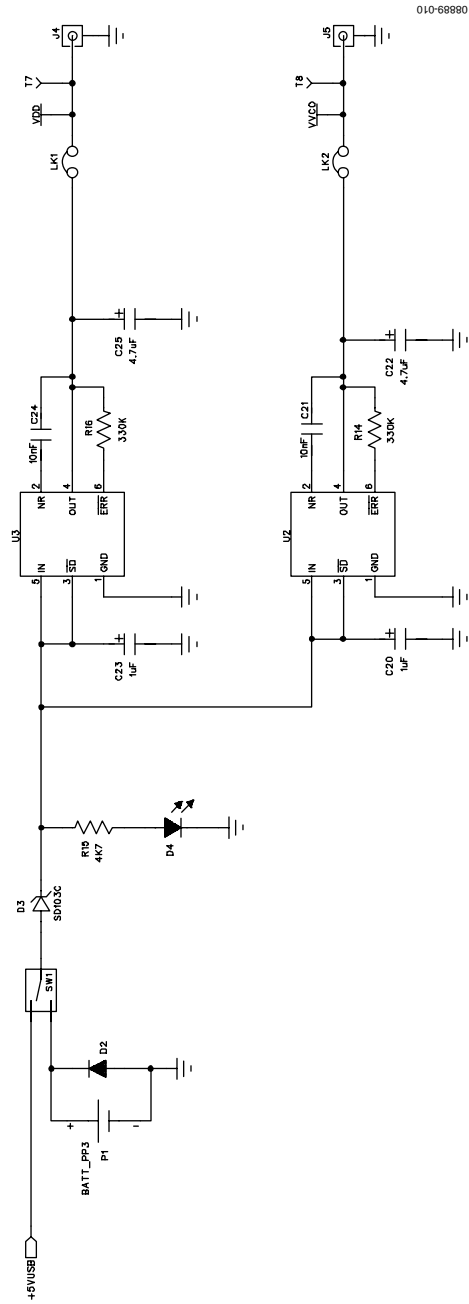 +5VUSB
BATT_PP3
P1
+
-
D2
SW1
D3
SD103C
R15
4K7
D4
C23
1uF
+
U3
5
IN
3
SD
1
GND
2
NR
4
OUT
6
ERR
10nF
C24
R16
330K
C25
4.7uF
+
LK1
VDD
T7
J4
C20
1uF
+
U2
5
IN
3
SD
1
GND
2
NR
4
OUT
6
ERR
10nF
C21
R14
330K
C22
4.7uF
+
LK2
VVCO
T8
J5
08889-010